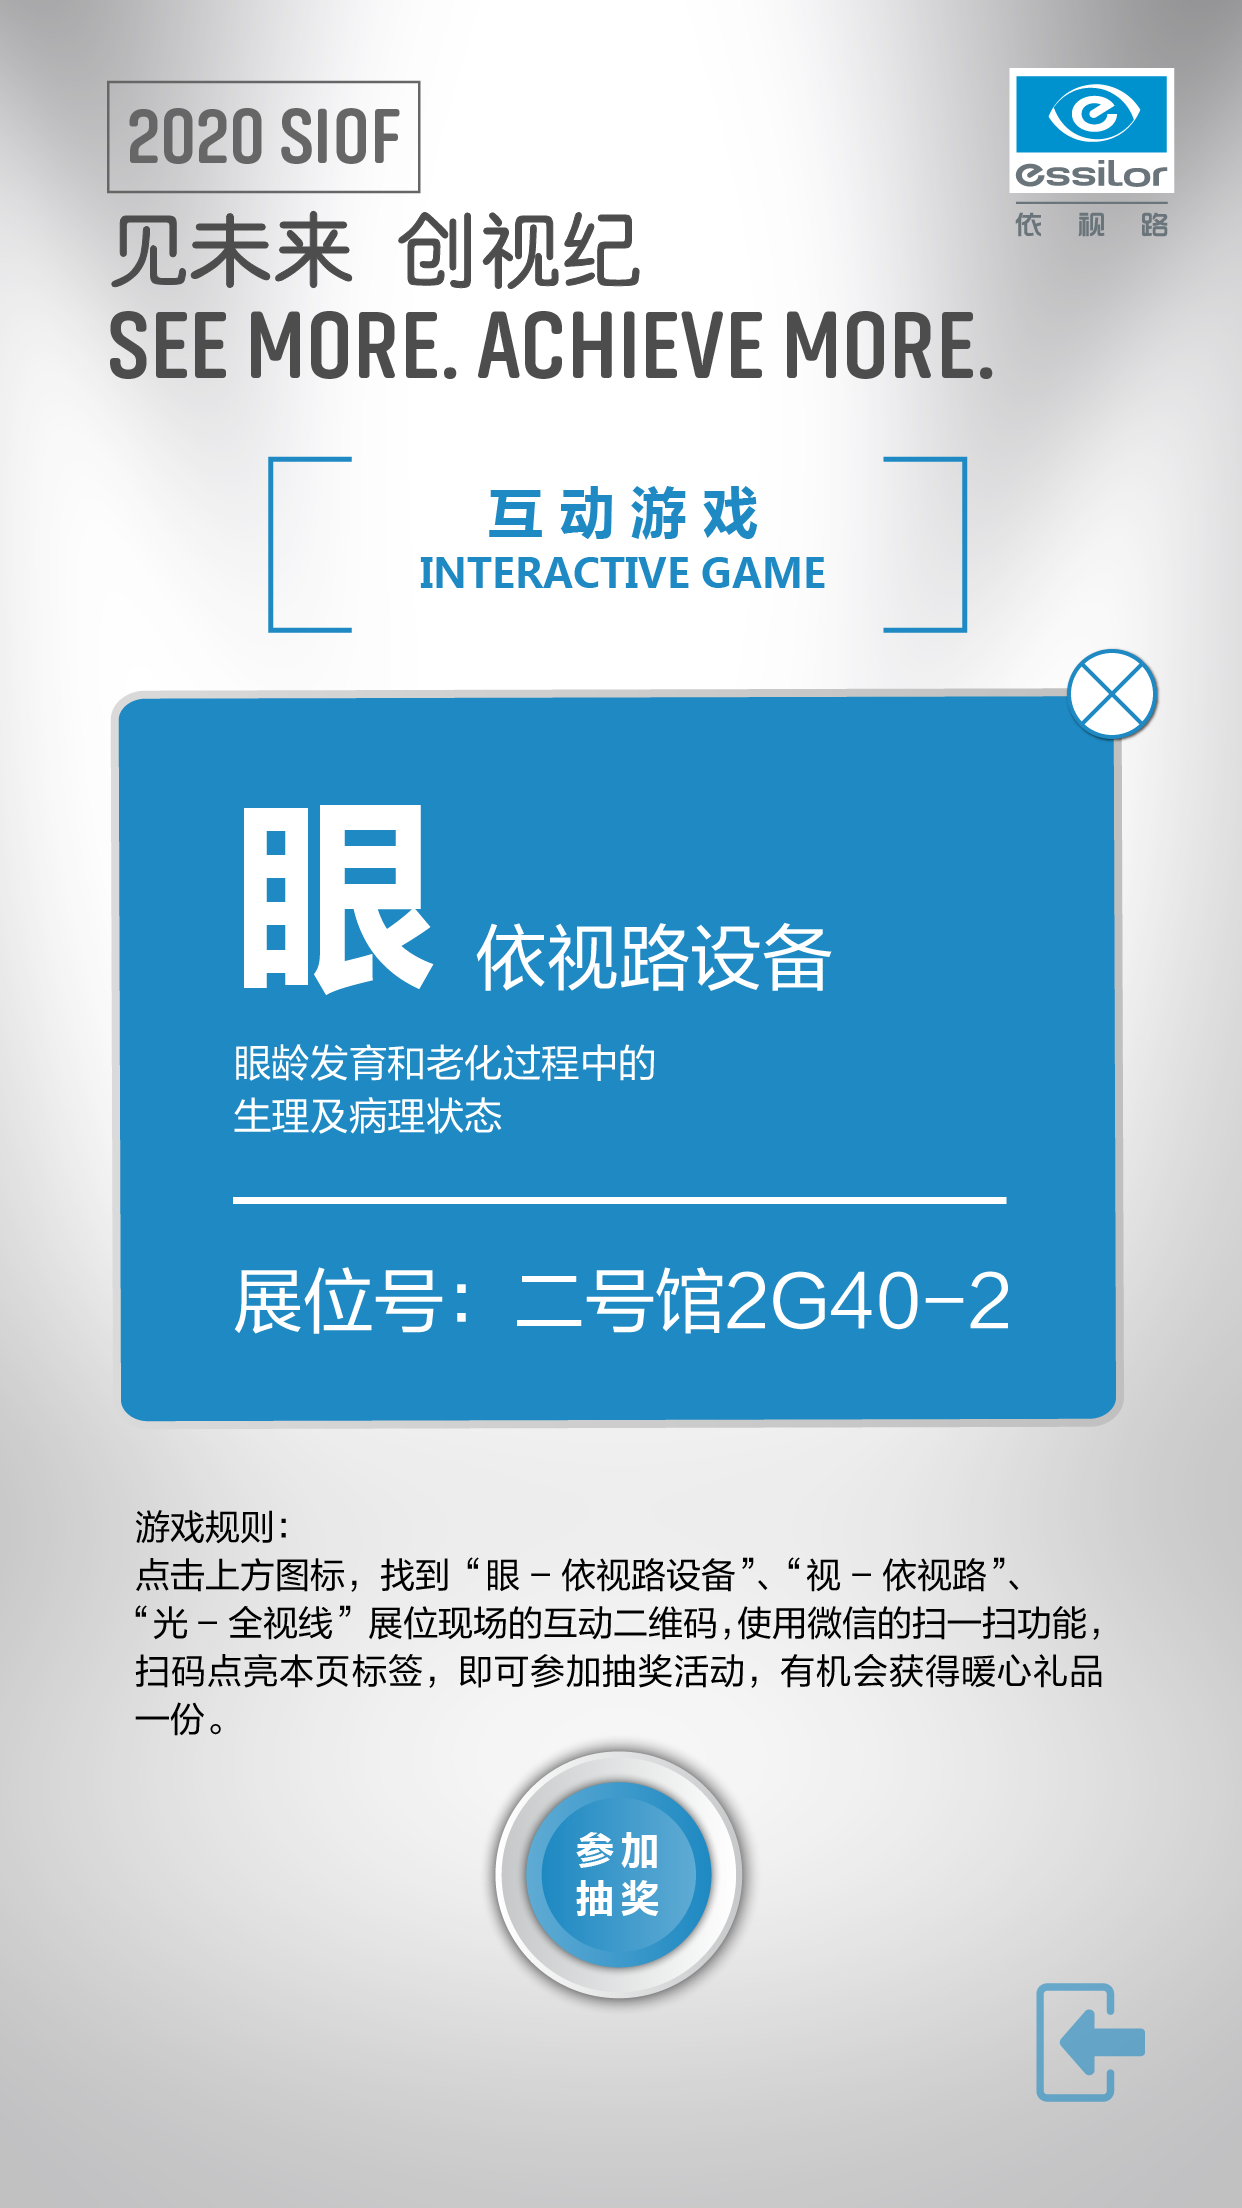 2020 SIOF
essilor
依 视 路
见未来 创视纪
SEE MORE. ACHIEVE MORE.
互动游戏
INTERACTIVE GAME
眼 依视路设备
眼龄发育和老化过程中的
生理及病理状态
展位号：二号馆2G40-2
游戏规则：
点击上方图标，找到“眼－依视路设备”、“视－依视路”、
“光－全视线”展位现场的互动二维码，使用微信的扫一扫功能，
扫码点亮本页标签，即可参加抽奖活动，有机会获得暖心礼品
一份。
参加
抽奖